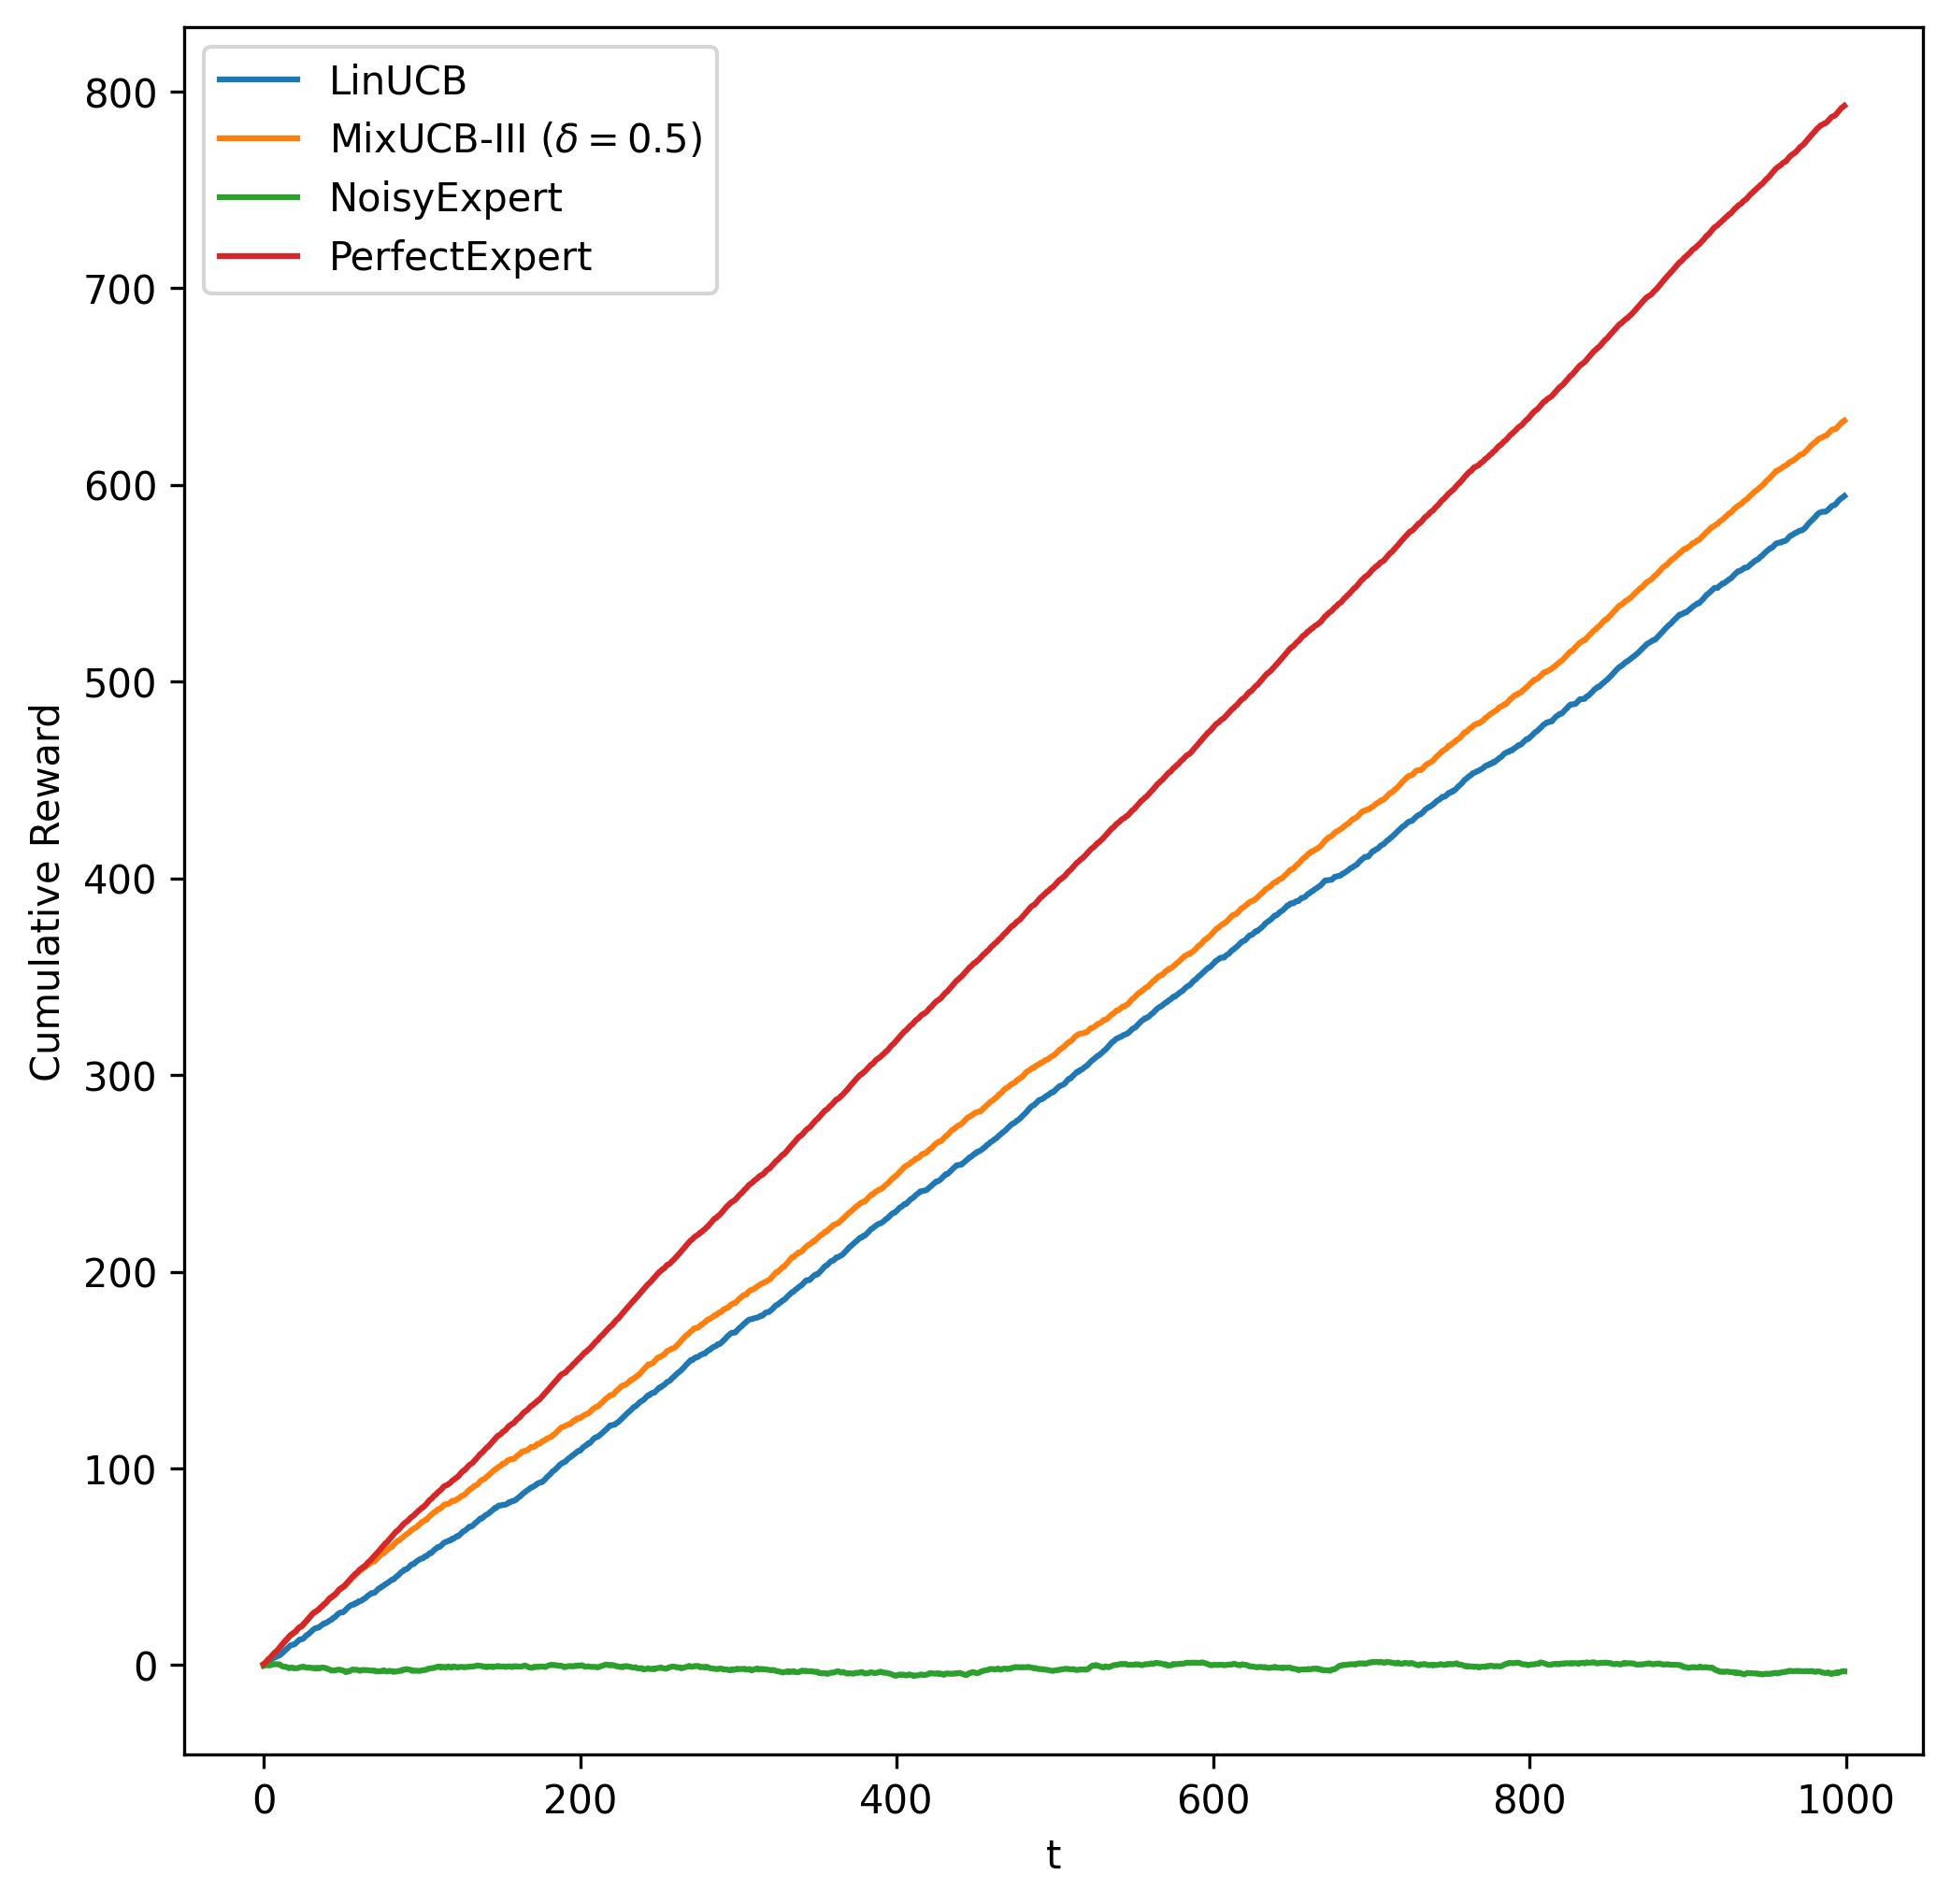 LinUCB
MixUCB-III (δ = 0.5)
NoisyExpert
PerfectExpert
Cumulative Reward
800
700
600
500
400
300
200
100
0
0 200 400 600 800 1000
t